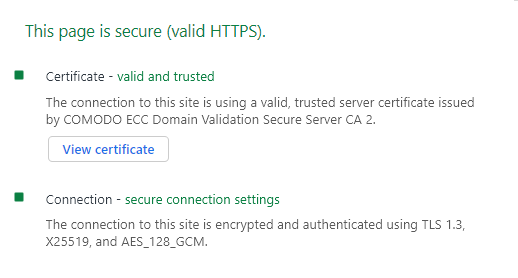 This page is secure (valid HTTPS).
Certificate - valid and trusted
The connection to this site is using a valid, trusted server certificate issued
by COMODO ECC Domain Validation Secure Server CA 2.
View certificate
Connection - secure connection settings
The connection to this site is encrypted and authenticated using TLS 1.3,
X25519, and AES_128_GCM.